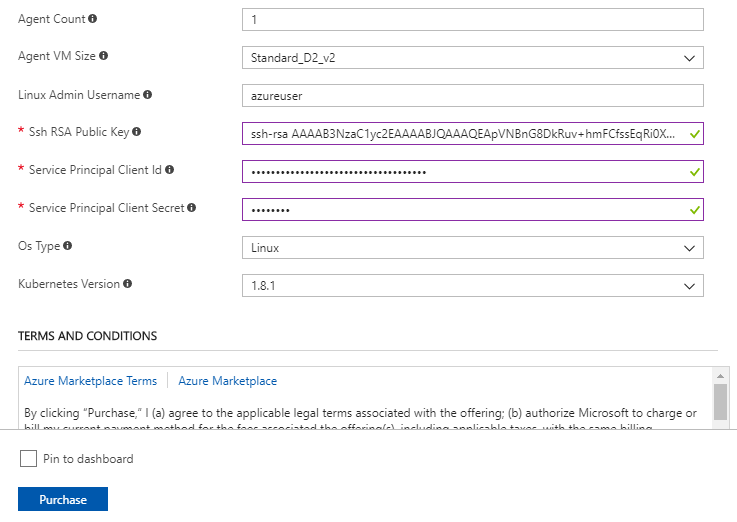 Agent Count
1
Agent VM Size
Standard_D2_v2
Linux Admin Username
azureuser
* Ssh RSA Public Key
ssh-rsa AAAAB3NzaC1yc2EAAAABJQAAAQEApVNBnG8DkRuv+hmFCfssEqRi0X...
* Service Principal Client Id
••••••••••••••••••••••••••••••••••••
* Service Principal Client Secret
••••••••
Os Type
Linux
Kubernetes Version
1.8.1
TERMS AND CONDITIONS
Azure Marketplace Terms | Azure Marketplace
By clicking “Purchase,” I (a) agree to the applicable legal terms associated with the offering; (b) authorize Microsoft to charge or
bill my current payment method for the fees associated the offering(s), including applicable taxes, with the same billing
Pin to dashboard
Purchase